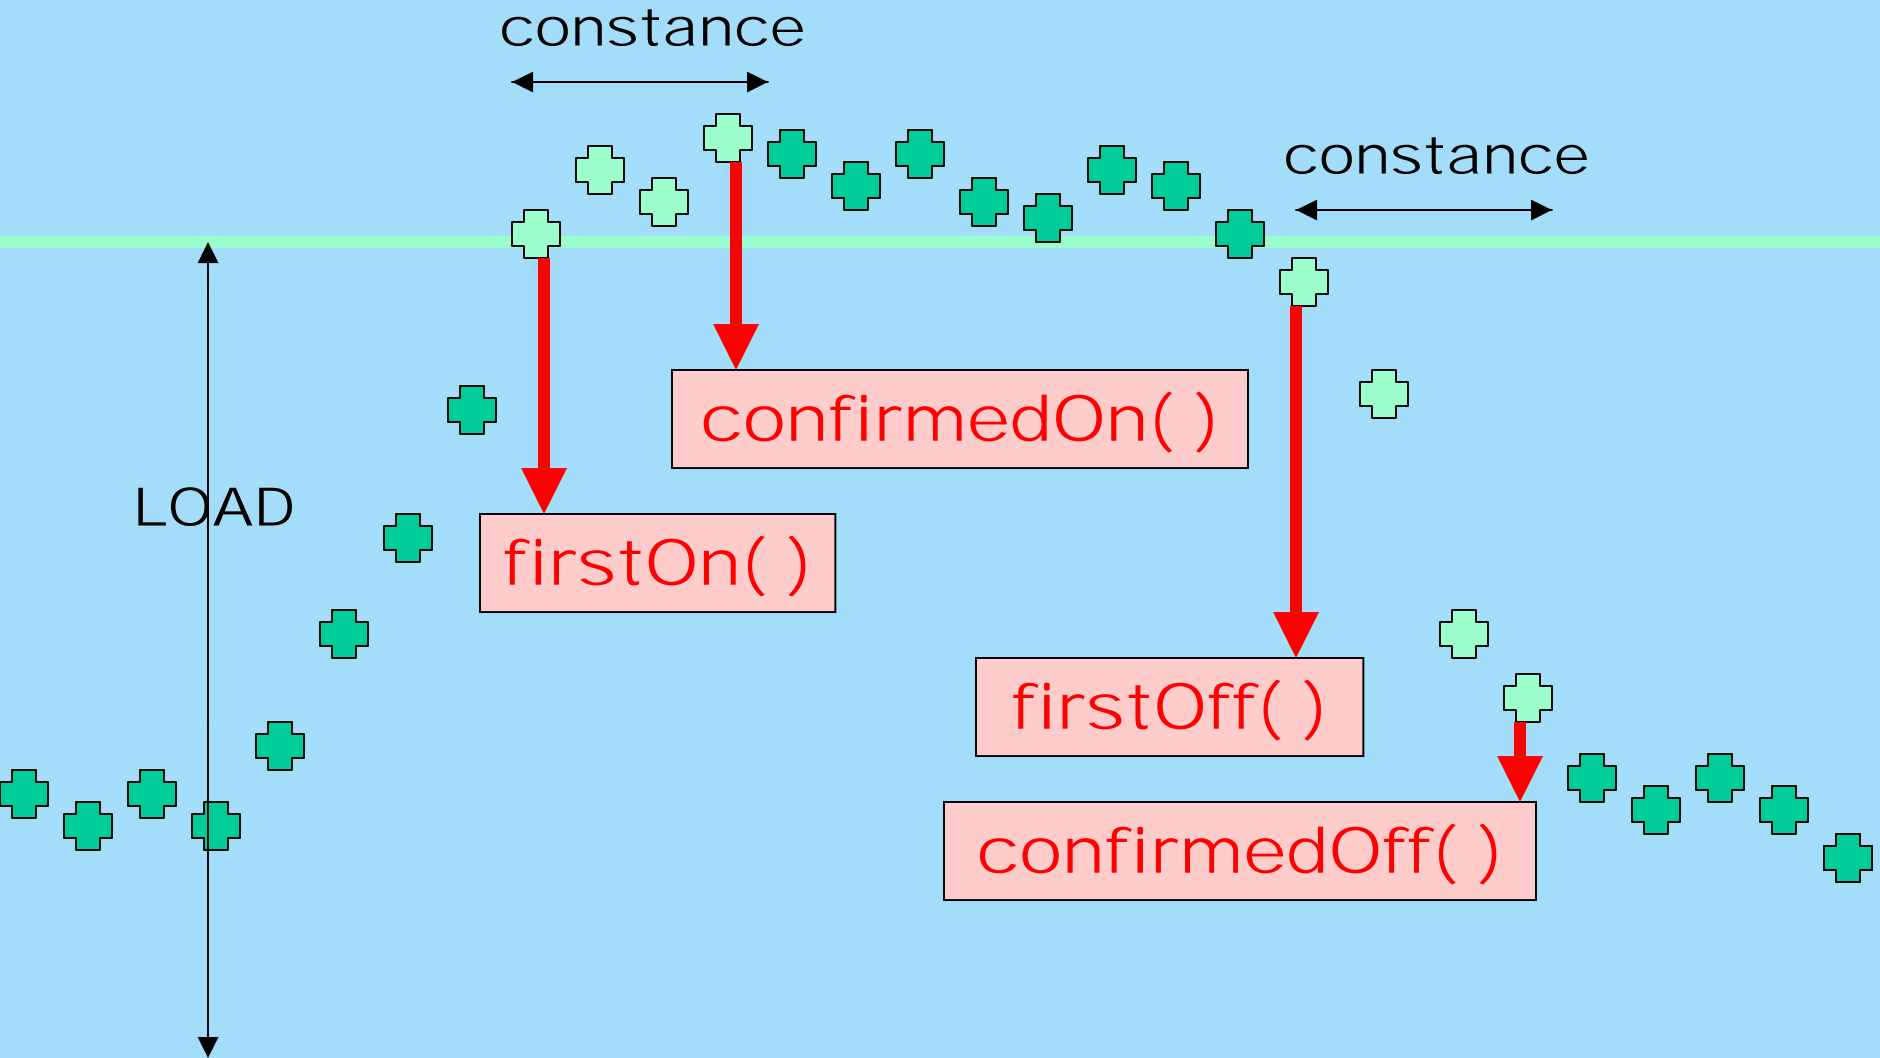 constance
constance
confirmedOn()
LOAD
firstOn()
firstOff()
confirmedOff()